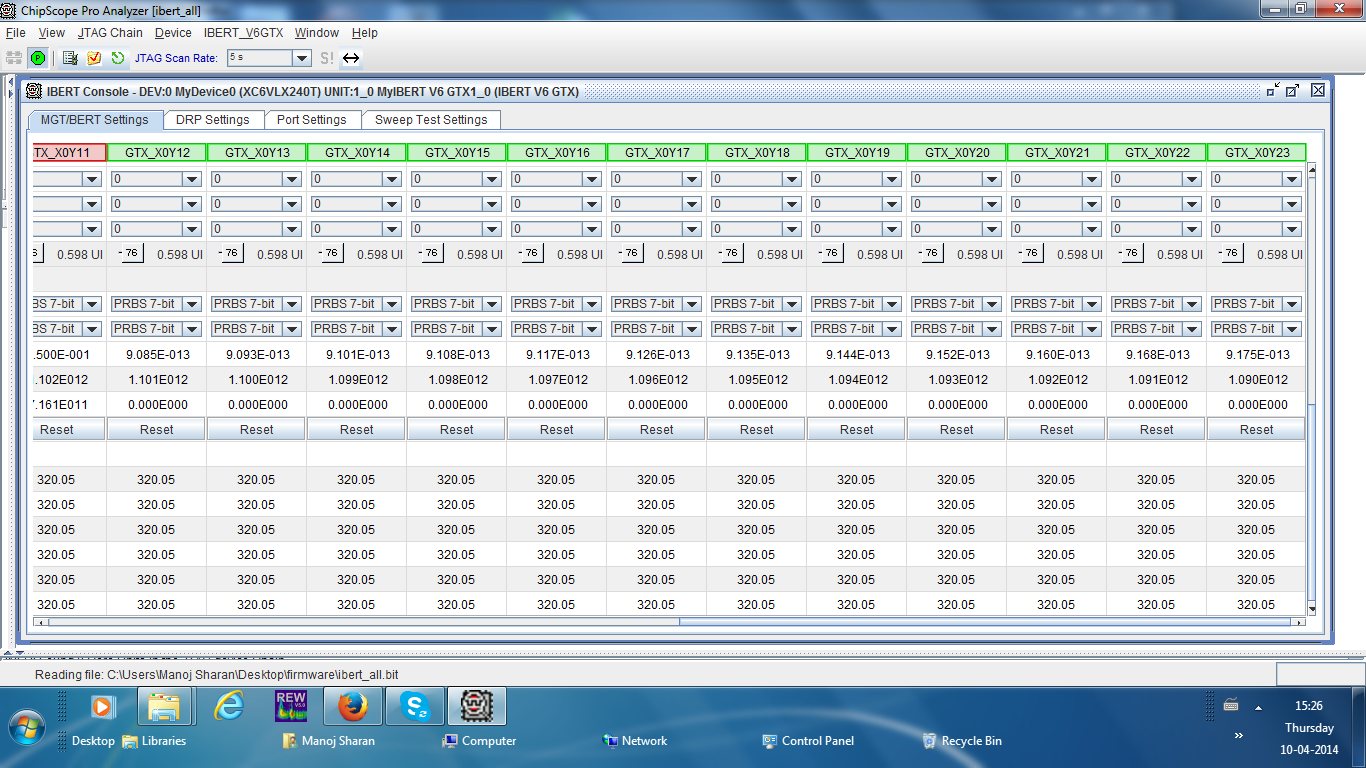 ChipScope Pro Analyzer [ibert_all]
File View JTAG Chain Device IBERT_V6GTX Window Help
JTAG Scan Rate: 5 s S!
IBERT Console - DEV:0 MyDevice0 (XC6VLX240T) UNIT:1_0 MyIBERT V6 GTX1_0 (IBERT V6 GTX)
MGT/BERT Settings DRP Settings Port Settings Sweep Test Settings
TX_X0Y11 GTX_X0Y12 GTX_X0Y13 GTX_X0Y14 GTX_X0Y15 GTX_X0Y16 GTX_X0Y17 GTX_X0Y18 GTX_X0Y19 GTX_X0Y20 GTX_X0Y21 GTX_X0Y22 GTX_X0Y23
0 0 0 0 0 0 0 0 0 0 0 0
0 0 0 0 0 0 0 0 0 0 0 0
0 0 0 0 0 0 0 0 0 0 0 0
6 0.598 UI - 76 0.598 UI - 76 0.598 UI - 76 0.598 UI - 76 0.598 UI - 76 0.598 UI - 76 0.598 UI - 76 0.598 UI - 76 0.598 UI - 76 0.598 UI - 76 0.598 UI - 76 0.598 UI - 76 0.598 UI
BS 7-bit PRBS 7-bit PRBS 7-bit PRBS 7-bit PRBS 7-bit PRBS 7-bit PRBS 7-bit PRBS 7-bit PRBS 7-bit PRBS 7-bit PRBS 7-bit PRBS 7-bit PRBS 7-bit
BS 7-bit PRBS 7-bit PRBS 7-bit PRBS 7-bit PRBS 7-bit PRBS 7-bit PRBS 7-bit PRBS 7-bit PRBS 7-bit PRBS 7-bit PRBS 7-bit PRBS 7-bit PRBS 7-bit
.500E-001 9.085E-013 9.093E-013 9.101E-013 9.108E-013 9.117E-013 9.126E-013 9.135E-013 9.144E-013 9.152E-013 9.160E-013 9.168E-013 9.175E-013
.102E012 1.101E012 1.100E012 1.099E012 1.098E012 1.097E012 1.096E012 1.095E012 1.094E012 1.093E012 1.092E012 1.091E012 1.090E012
.161E011 0.000E000 0.000E000 0.000E000 0.000E000 0.000E000 0.000E000 0.000E000 0.000E000 0.000E000 0.000E000 0.000E000 0.000E000
Reset Reset Reset Reset Reset Reset Reset Reset Reset Reset Reset Reset Reset
320.05 320.05 320.05 320.05 320.05 320.05 320.05 320.05 320.05 320.05 320.05 320.05 320.05
320.05 320.05 320.05 320.05 320.05 320.05 320.05 320.05 320.05 320.05 320.05 320.05 320.05
320.05 320.05 320.05 320.05 320.05 320.05 320.05 320.05 320.05 320.05 320.05 320.05 320.05
320.05 320.05 320.05 320.05 320.05 320.05 320.05 320.05 320.05 320.05 320.05 320.05 320.05
320.05 320.05 320.05 320.05 320.05 320.05 320.05 320.05 320.05 320.05 320.05 320.05 320.05
320.05 320.05 320.05 320.05 320.05 320.05 320.05 320.05 320.05 320.05 320.05 320.05 320.05
Reading file: C:\Users\Manoj Sharan\Desktop\firmware\ibert_all.bit
REW V5.0
15:26
Thursday
10-04-2014
Desktop Libraries Manoj Sharan Computer Network Control Panel Recycle Bin